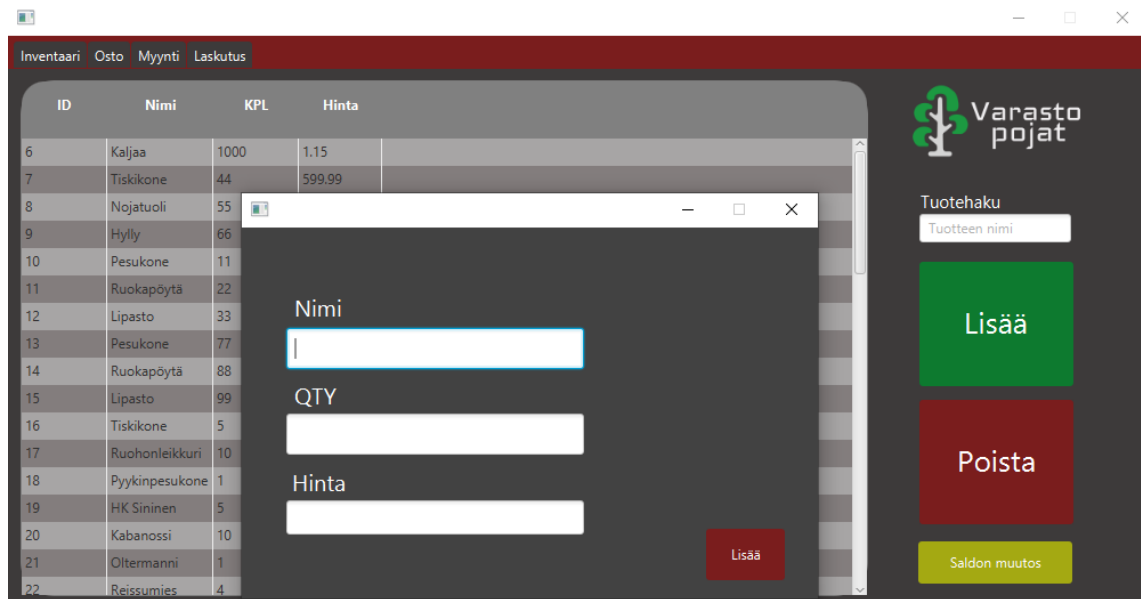 Inventaari Osto Myynti Laskutus
ID Nimi KPL Hinta
6 Kaljaa 1000 1.15
7 Tiskikone 44 599.99
8 Nojatuoli 55
9 Hylly 66
10 Pesukone 11
11 Ruokapöytä 22
12 Lipasto 33
13 Pesukone 77
14 Ruokapöytä 88
15 Lipasto 99
16 Tiskikone 5
17 Ruohonleikkuri 10
18 Pyykinpesukone 1
19 HK Sininen 5
20 Kabanossi 10
21 Oltermanni 1
22 Reissumies 4
Nimi
QTY
Hinta
Lisää
Varasto
pojat
Tuotehaku
Tuotteen nimi
Lisää
Poista
Saldon muutos